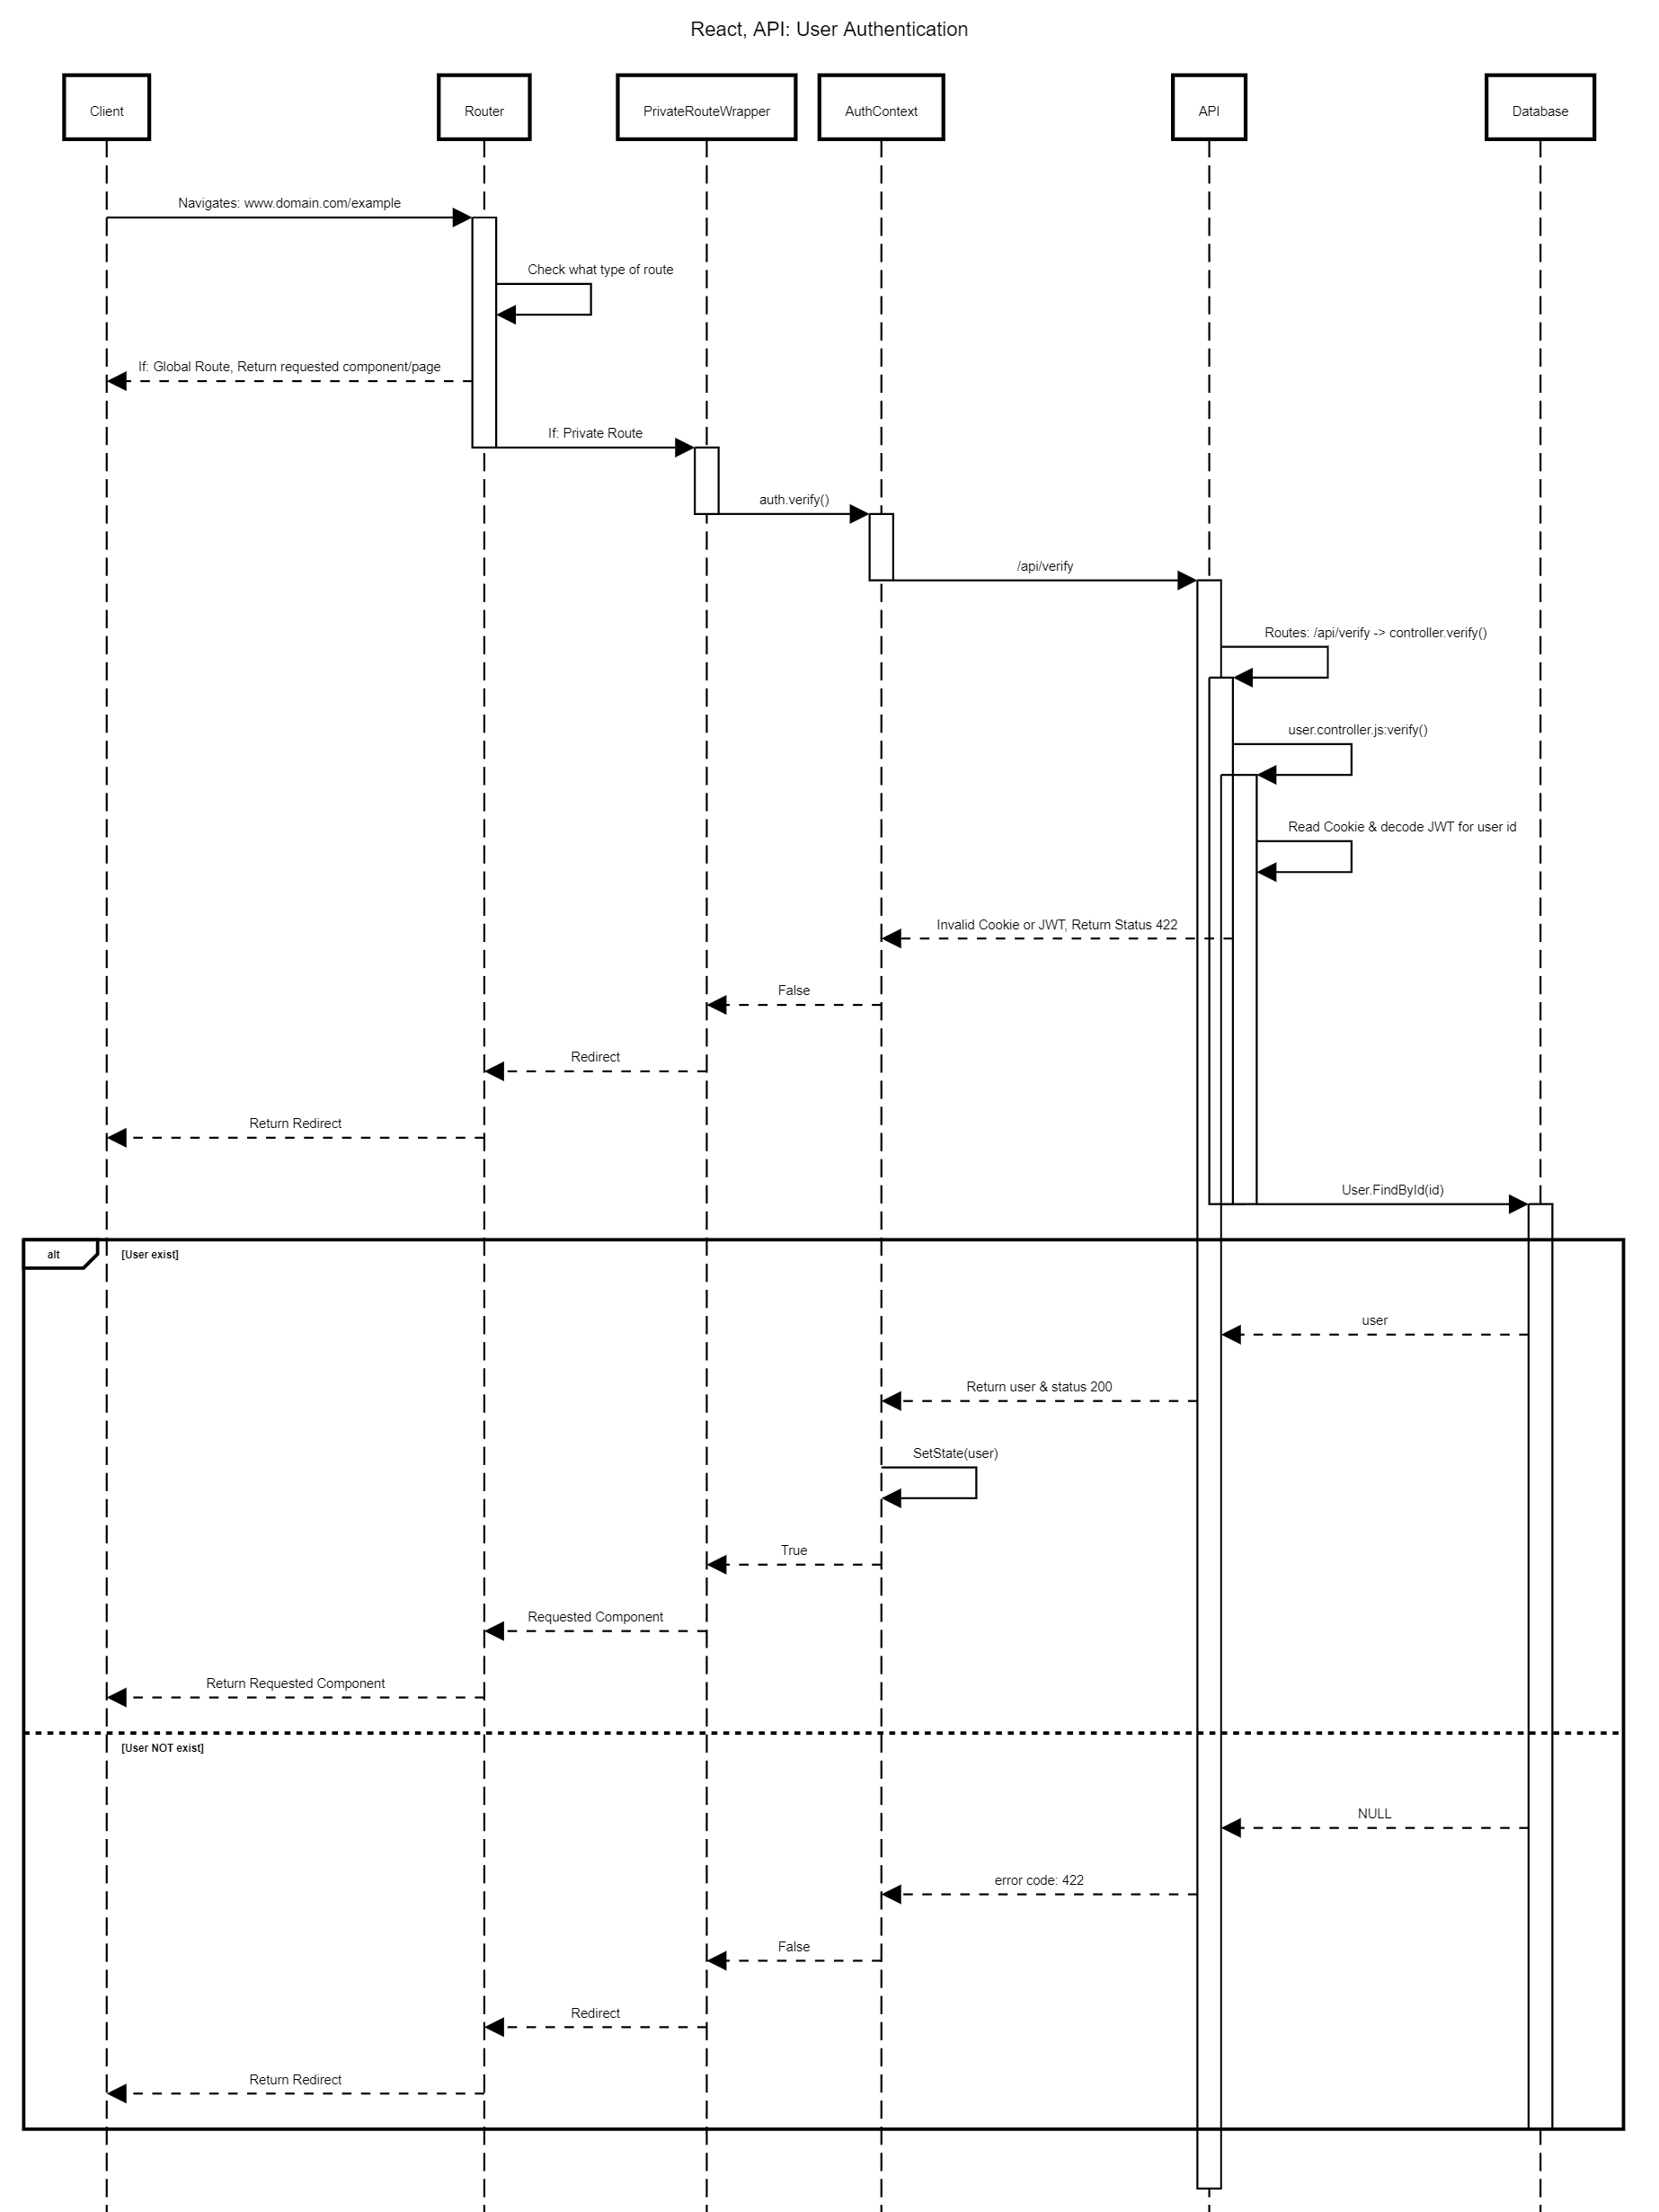 React, API: User Authentication
Client
Router
PrivateRouteWrapper
AuthContext
API
Database
Navigates: www.domain.com/example
Check what type of route
If: Global Route, Return requested component/page
If: Private Route
auth.verify()
/api/verify
Routes: /api/verify -> controller.verify()
user.controller.js:verify()
Read Cookie & decode JWT for user id
Invalid Cookie or JWT, Return Status 422
False
Redirect
Return Redirect
User.FindById(id)
alt
[User exist]
user
Return user & status 200
SetState(user)
True
Requested Component
Return Requested Component
[User NOT exist]
NULL
error code: 422
False
Redirect
Return Redirect